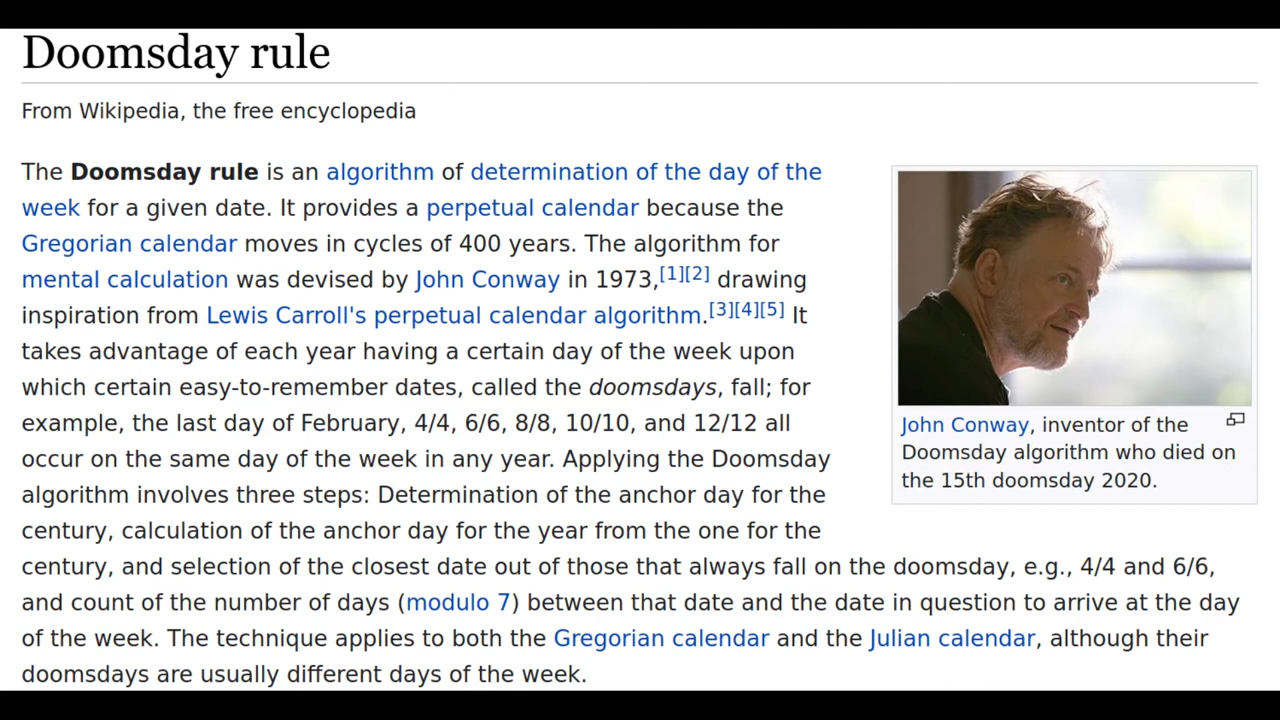 Doomsday rule
From Wikipedia, the free encyclopedia
The Doomsday rule is an algorithm of determination of the day of the
week for a given date. It provides a perpetual calendar because the
Gregorian calendar moves in cycles of 400 years. The algorithm for
mental calculation was devised by John Conway in 1973,[1][2] drawing
inspiration from Lewis Carroll's perpetual calendar algorithm.[3][4][5] It
takes advantage of each year having a certain day of the week upon
which certain easy-to-remember dates, called the doomsdays, fall; for
example, the last day of February, 4/4, 6/6, 8/8, 10/10, and 12/12 all
occur on the same day of the week in any year. Applying the Doomsday
algorithm involves three steps: Determination of the anchor day for the
century, calculation of the anchor day for the year from the one for the
century, and selection of the closest date out of those that always fall on the doomsday, e.g., 4/4 and 6/6,
and count of the number of days (modulo 7) between that date and the date in question to arrive at the day
of the week. The technique applies to both the Gregorian calendar and the Julian calendar, although their
doomsdays are usually different days of the week.
John Conway, inventor of the
Doomsday algorithm who died on
the 15th doomsday 2020.